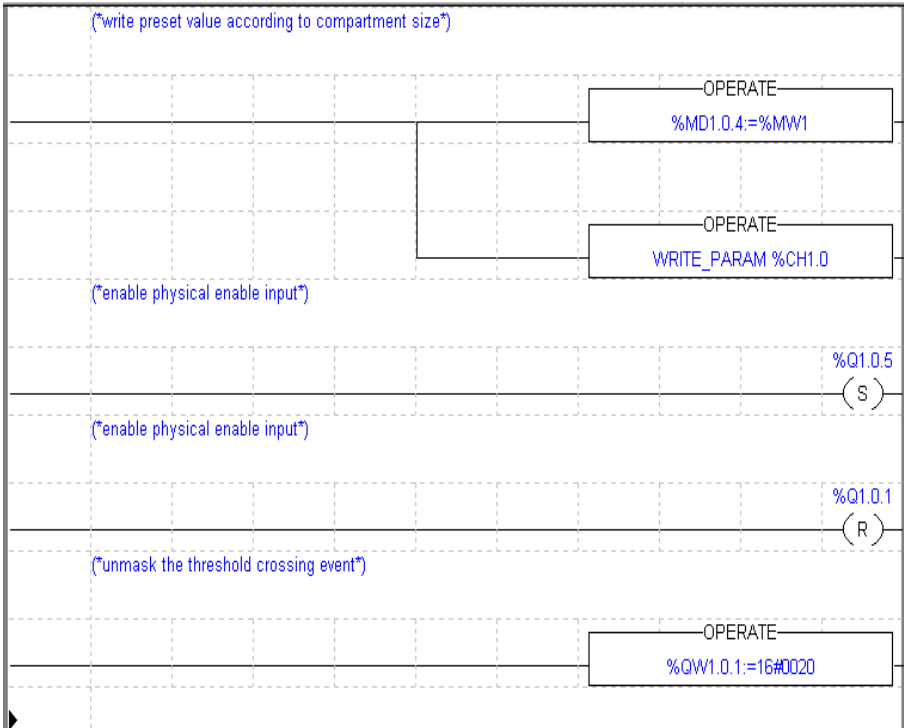 (*write preset value according to compartment size*)
OPERATE
%MD1.0.4:=%MW1
OPERATE
WRITE_PARAM %CH1.0
(*enable physical enable input*)
%Q1.0.5
S
(*enable physical enable input*)
%Q1.0.1
R
(*unmask the threshold crossing event*)
OPERATE
%QW1.0.1:=16#0020